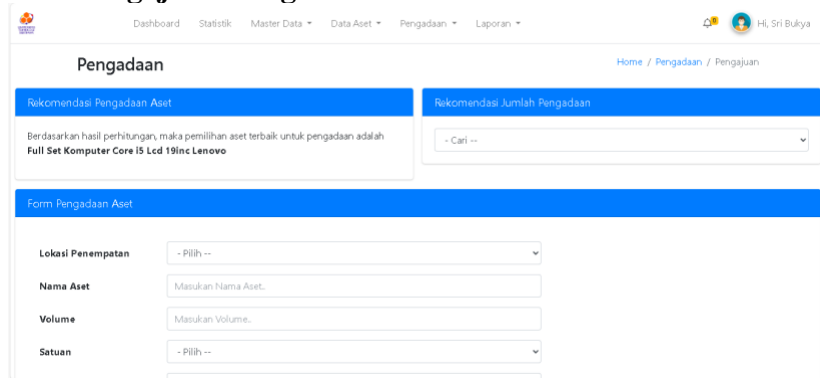 Dashboard Statistik Master Data Data Aset Pengadaan Laporan 0 Hi, Sri Bukya
Pengadaan
Home / Pengadaan / Pengajuan
Rekomendasi Pengadaan Aset
Berdasarkan hasil perhitungan, maka pemilihan aset terbaik untuk pengadaan adalah
Full Set Komputer Core i5 Lcd 19inc Lenovo
Rekomendasi Jumlah Pengadaan
- Cari --
Form Pengadaan Aset
Lokasi Penempatan - Pilih --
Nama Aset Masukan Nama Aset..
Volume Masukan Volume..
Satuan - Pilih --